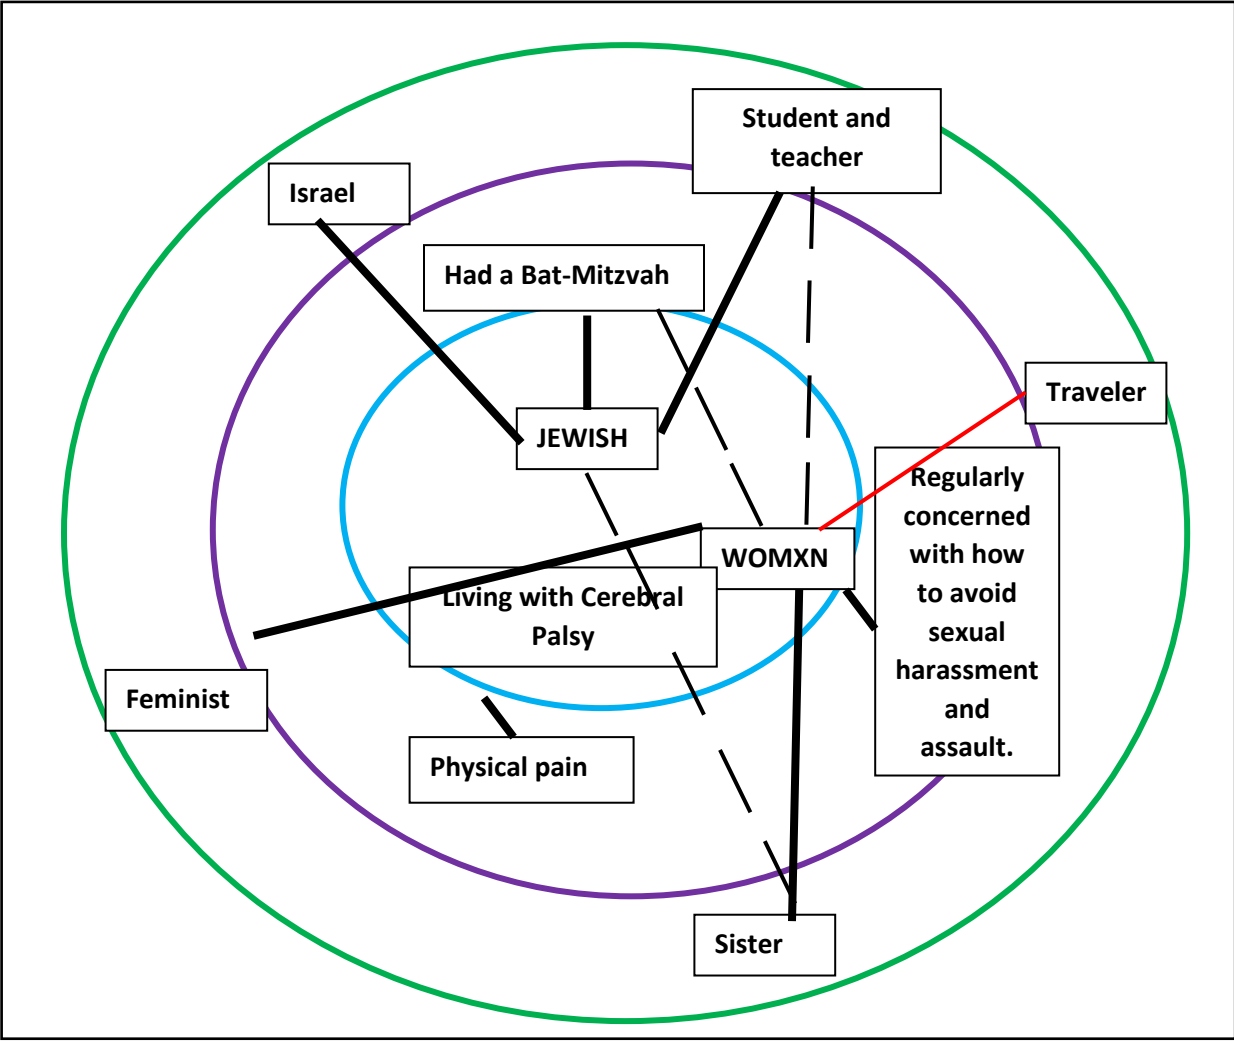 Student and
teacher
Israel
Had a Bat-Mitzvah
Traveler
JEWISH
Regularly
concerned
with how
to avoid
sexual
harassment
and
assault.
WOMXN
Living with Cerebral
Palsy
Feminist
Physical pain
Sister